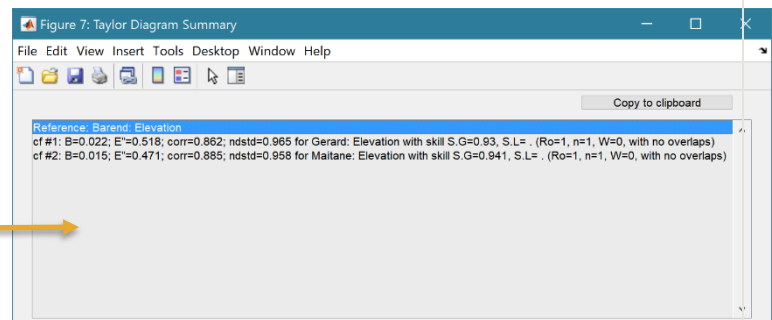 Figure 7: Taylor Diagram Summary
File Edit View Insert Tools Desktop Window Help
Copy to clipboard
Reference: Barend: Elevation
cf #1: B=0.022; E"=0.518; corr=0.862; ndstd=0.965 for Gerard: Elevation with skill S.G=0.93, S.L= . (Ro=1, n=1, W=0, with no overlaps)
cf #2: B=0.015; E"=0.471; corr=0.885; ndstd=0.958 for Maitane: Elevation with skill S.G=0.941, S.L= . (Ro=1, n=1, W=0, with no overlaps)